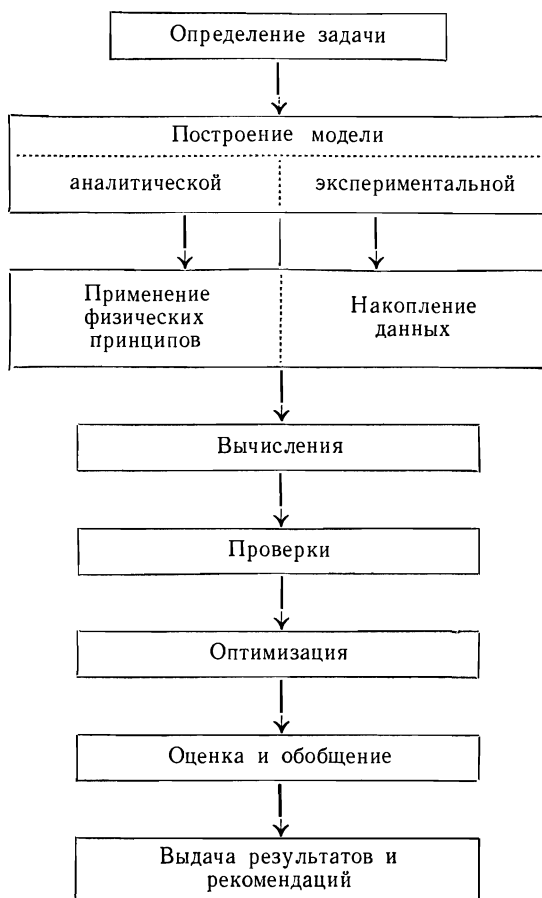 Определение задачи
Построение модели
аналитической
экспериментальной
Применение
физических
принципов
Накопление
данных
Вычисления
Проверки
Оптимизация
Оценка и обобщение
Выдача результатов и
рекомендаций